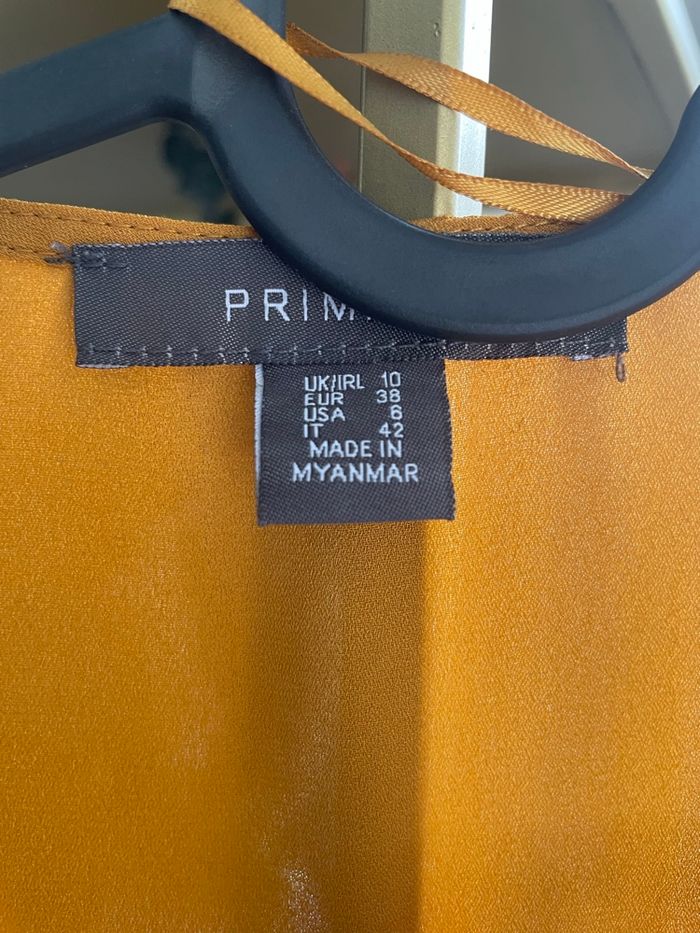 PRIM
UK/IRL 10
EUR 38
USA 6
IT 42
MADE IN
MYANMAR